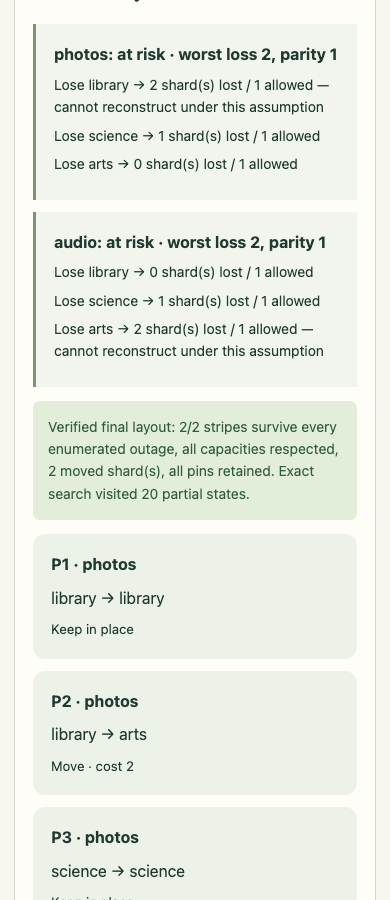 photos: at risk · worst loss 2, parity 1
Lose library → 2 shard(s) lost / 1 allowed —
cannot reconstruct under this assumption
Lose science → 1 shard(s) lost / 1 allowed
Lose arts → 0 shard(s) lost / 1 allowed
audio: at risk · worst loss 2, parity 1
Lose library → 0 shard(s) lost / 1 allowed
Lose science → 1 shard(s) lost / 1 allowed
Lose arts → 2 shard(s) lost / 1 allowed —
cannot reconstruct under this assumption
Verified final layout: 2/2 stripes survive every
enumerated outage, all capacities respected,
2 moved shard(s), all pins retained. Exact
search visited 20 partial states.
P1 · photos
library → library
Keep in place
P2 · photos
library → arts
Move · cost 2
P3 · photos
science → science